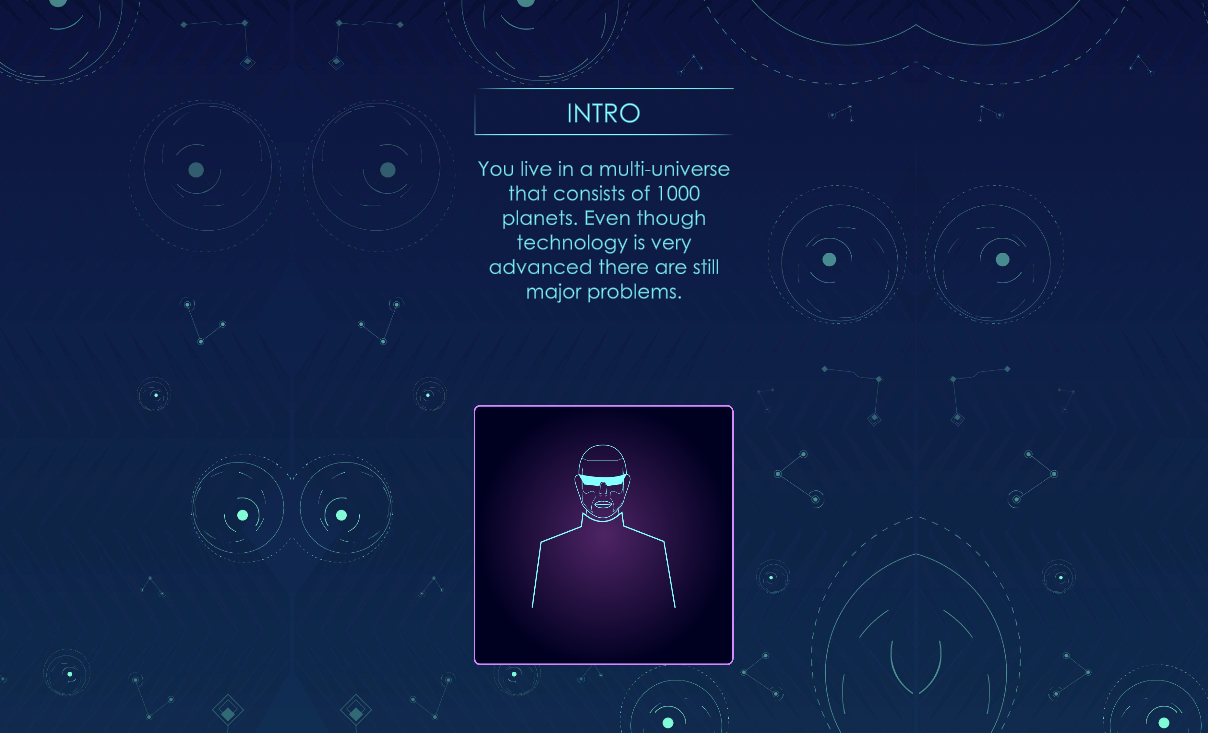 INTRO
You live in a multi-universe
that consists of 1000
planets. Even though
technology is very
advanced there are still
major problems.